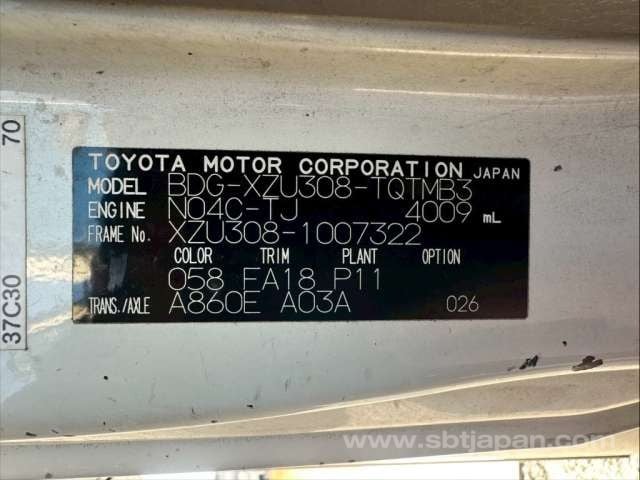 TOYOTA MOTOR CORPORATION JAPAN
MODEL BDG-XZU308-TQTMB3
ENGINE N04C-TJ 4009 mL
FRAME No. XZU308-1007322
COLOR TRIM PLANT OPTION
058 FA18 P11
TRANS./AXLE A860E A03A 026
37C30 70
www.sbtjapan.com